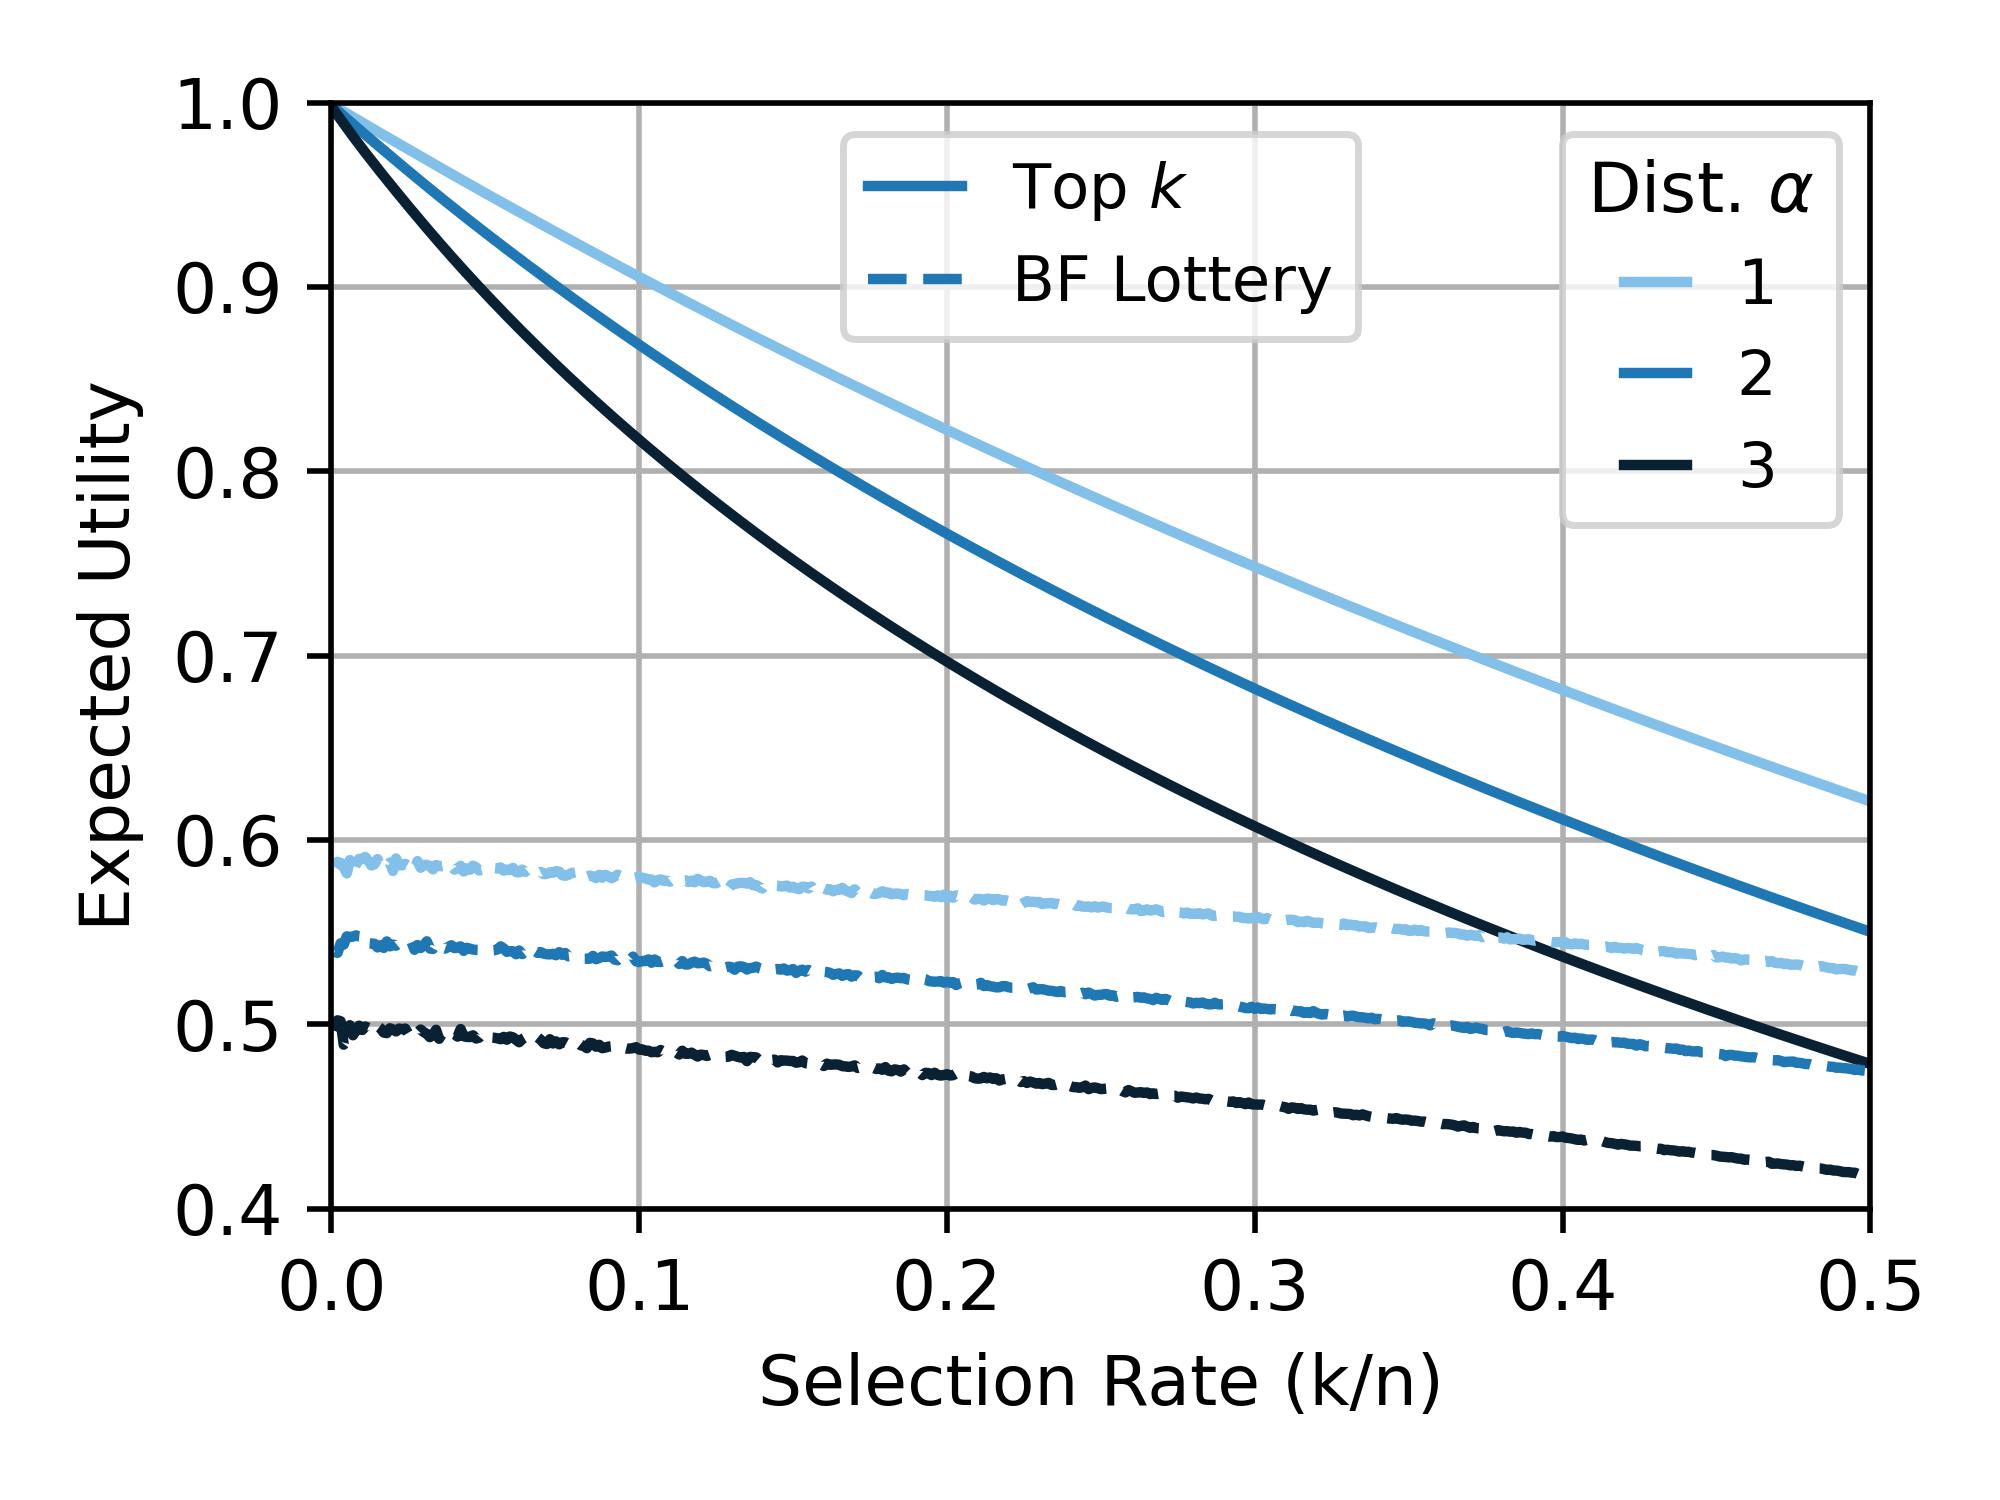 1.0
0.9
0.8
0.7
0.6
0.5
0.4
Expected Utility
Top k
BF Lottery
Dist. α
1
2
3
0.0 0.1 0.2 0.3 0.4 0.5
Selection Rate (k/n)